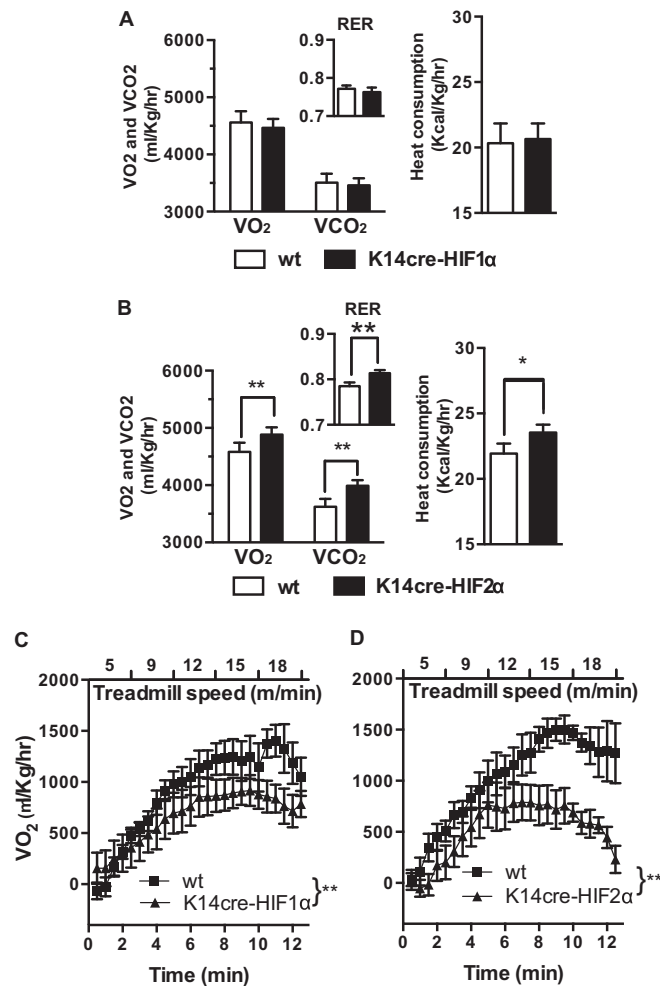 A
RER
VO2 and VCO2
(ml/Kg/hr)
6000
5000
4000
3000
0.9
0.8
0.7
VO2
VCO2
Heat consumption
(Kcal/Kg/hr)
30
25
20
15
wt
K14cre-HIF1α
B
RER
VO2 and VCO2
(ml/Kg/hr)
6000
5000
4000
3000
0.9
0.8
0.7
**
**
**
VO2
VCO2
Heat consumption
(Kcal/Kg/hr)
30
25
20
15
*
wt
K14cre-HIF2α
C
5 7 9 12 14 15 18
Treadmill speed (m/min)
VO2 (ml/Kg/hr)
2000
1500
1000
500
0
wt
K14cre-HIF1α
**
0 2 4 6 8 10 12
Time (min)
D
5 7 9 12 14 15 18
Treadmill speed (m/min)
2000
1500
1000
500
0
wt
K14cre-HIF2α
**
0 2 4 6 8 10 12
Time (min)